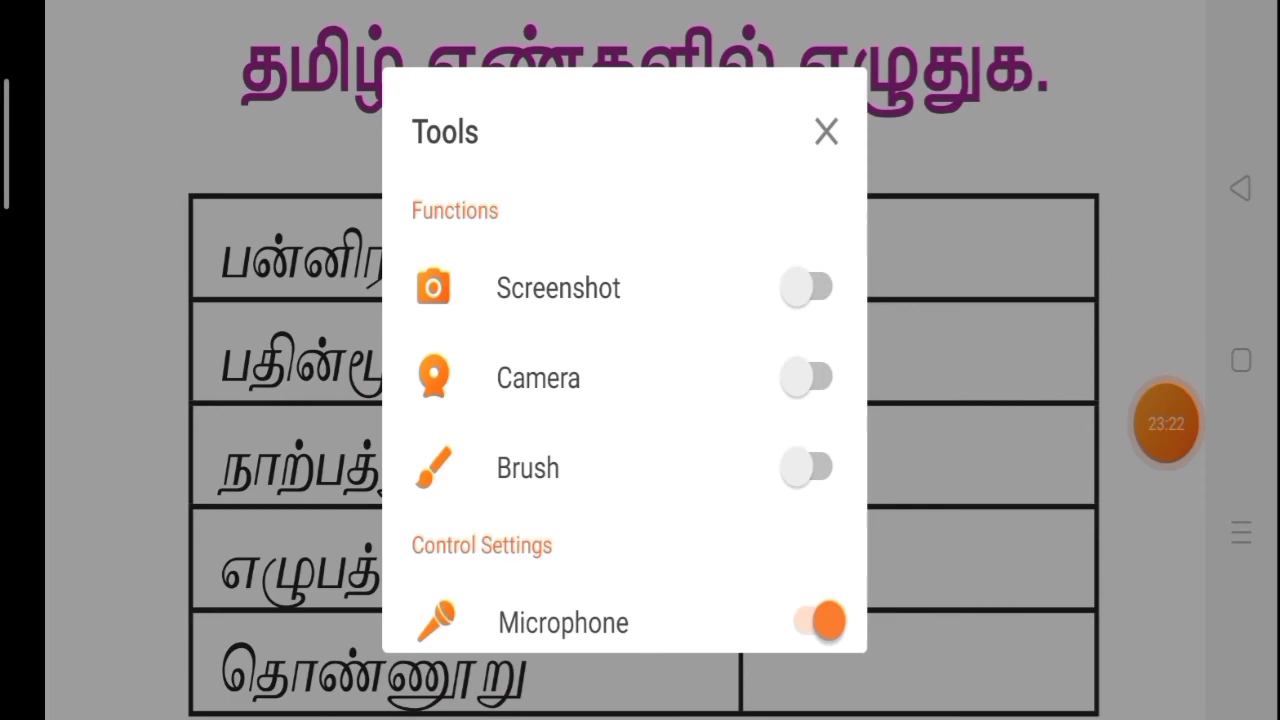 தமிழ் எண்களில் எழுதுக.
Tools
Functions
Screenshot
Camera
Brush
Control Settings
Microphone
தொண்ணூறு
23:22